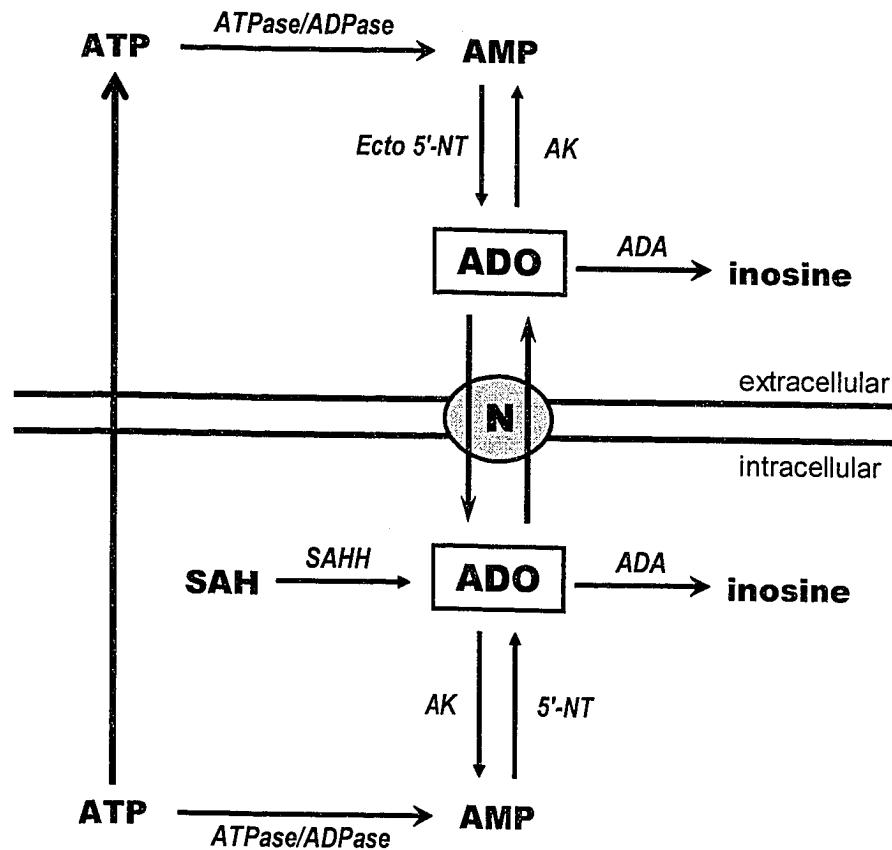 ATPase/ADPase
ATP
AMP
Ecto 5'-NT
AK
ADO
ADA
inosine
extracellular
N
intracellular
SAH
SAHH
ADO
ADA
inosine
AK
5'-NT
ATP
ATPase/ADPase
AMP